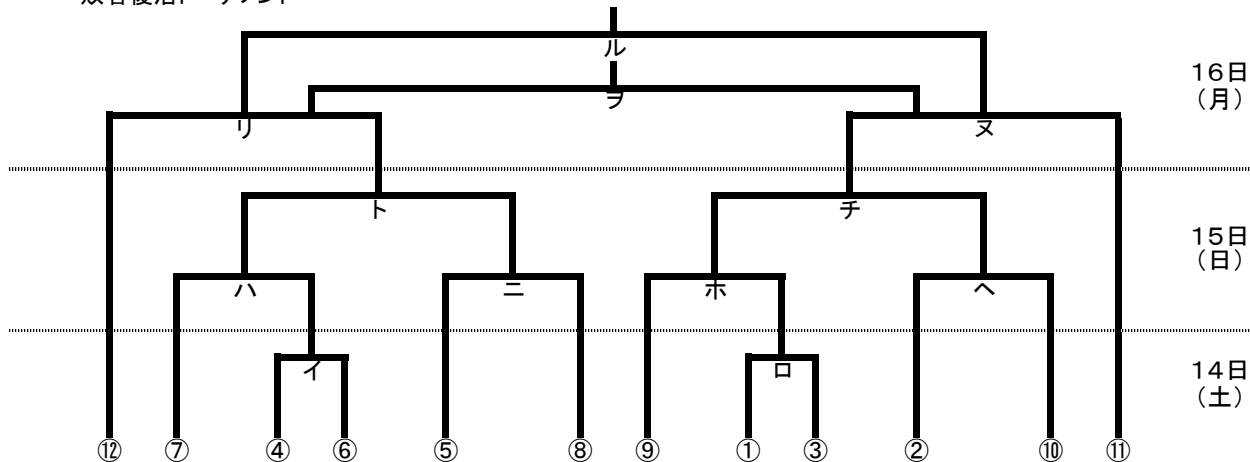 ル
ヲ
16日
(月)
リ
ヌ
ト
チ
15日
(日)
ハ
ニ
ホ
ヘ
イ
ロ
14日
(土)
⑫ ⑦ ④ ⑥ ⑤ ⑧ ⑨ ① ③ ② ⑩ ⑪